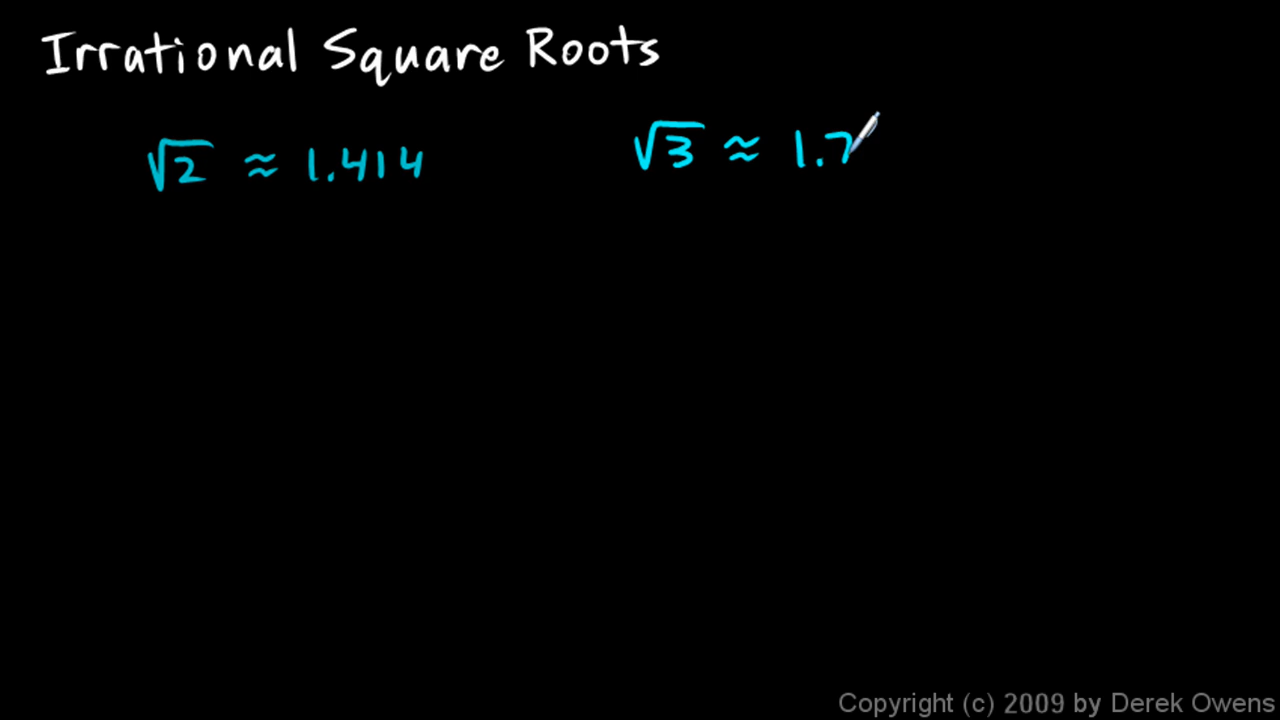 Irrational Square Roots
√2 ≈ 1.414 √3 ≈ 1.7
Copyright (c) 2009 by Derek Owens